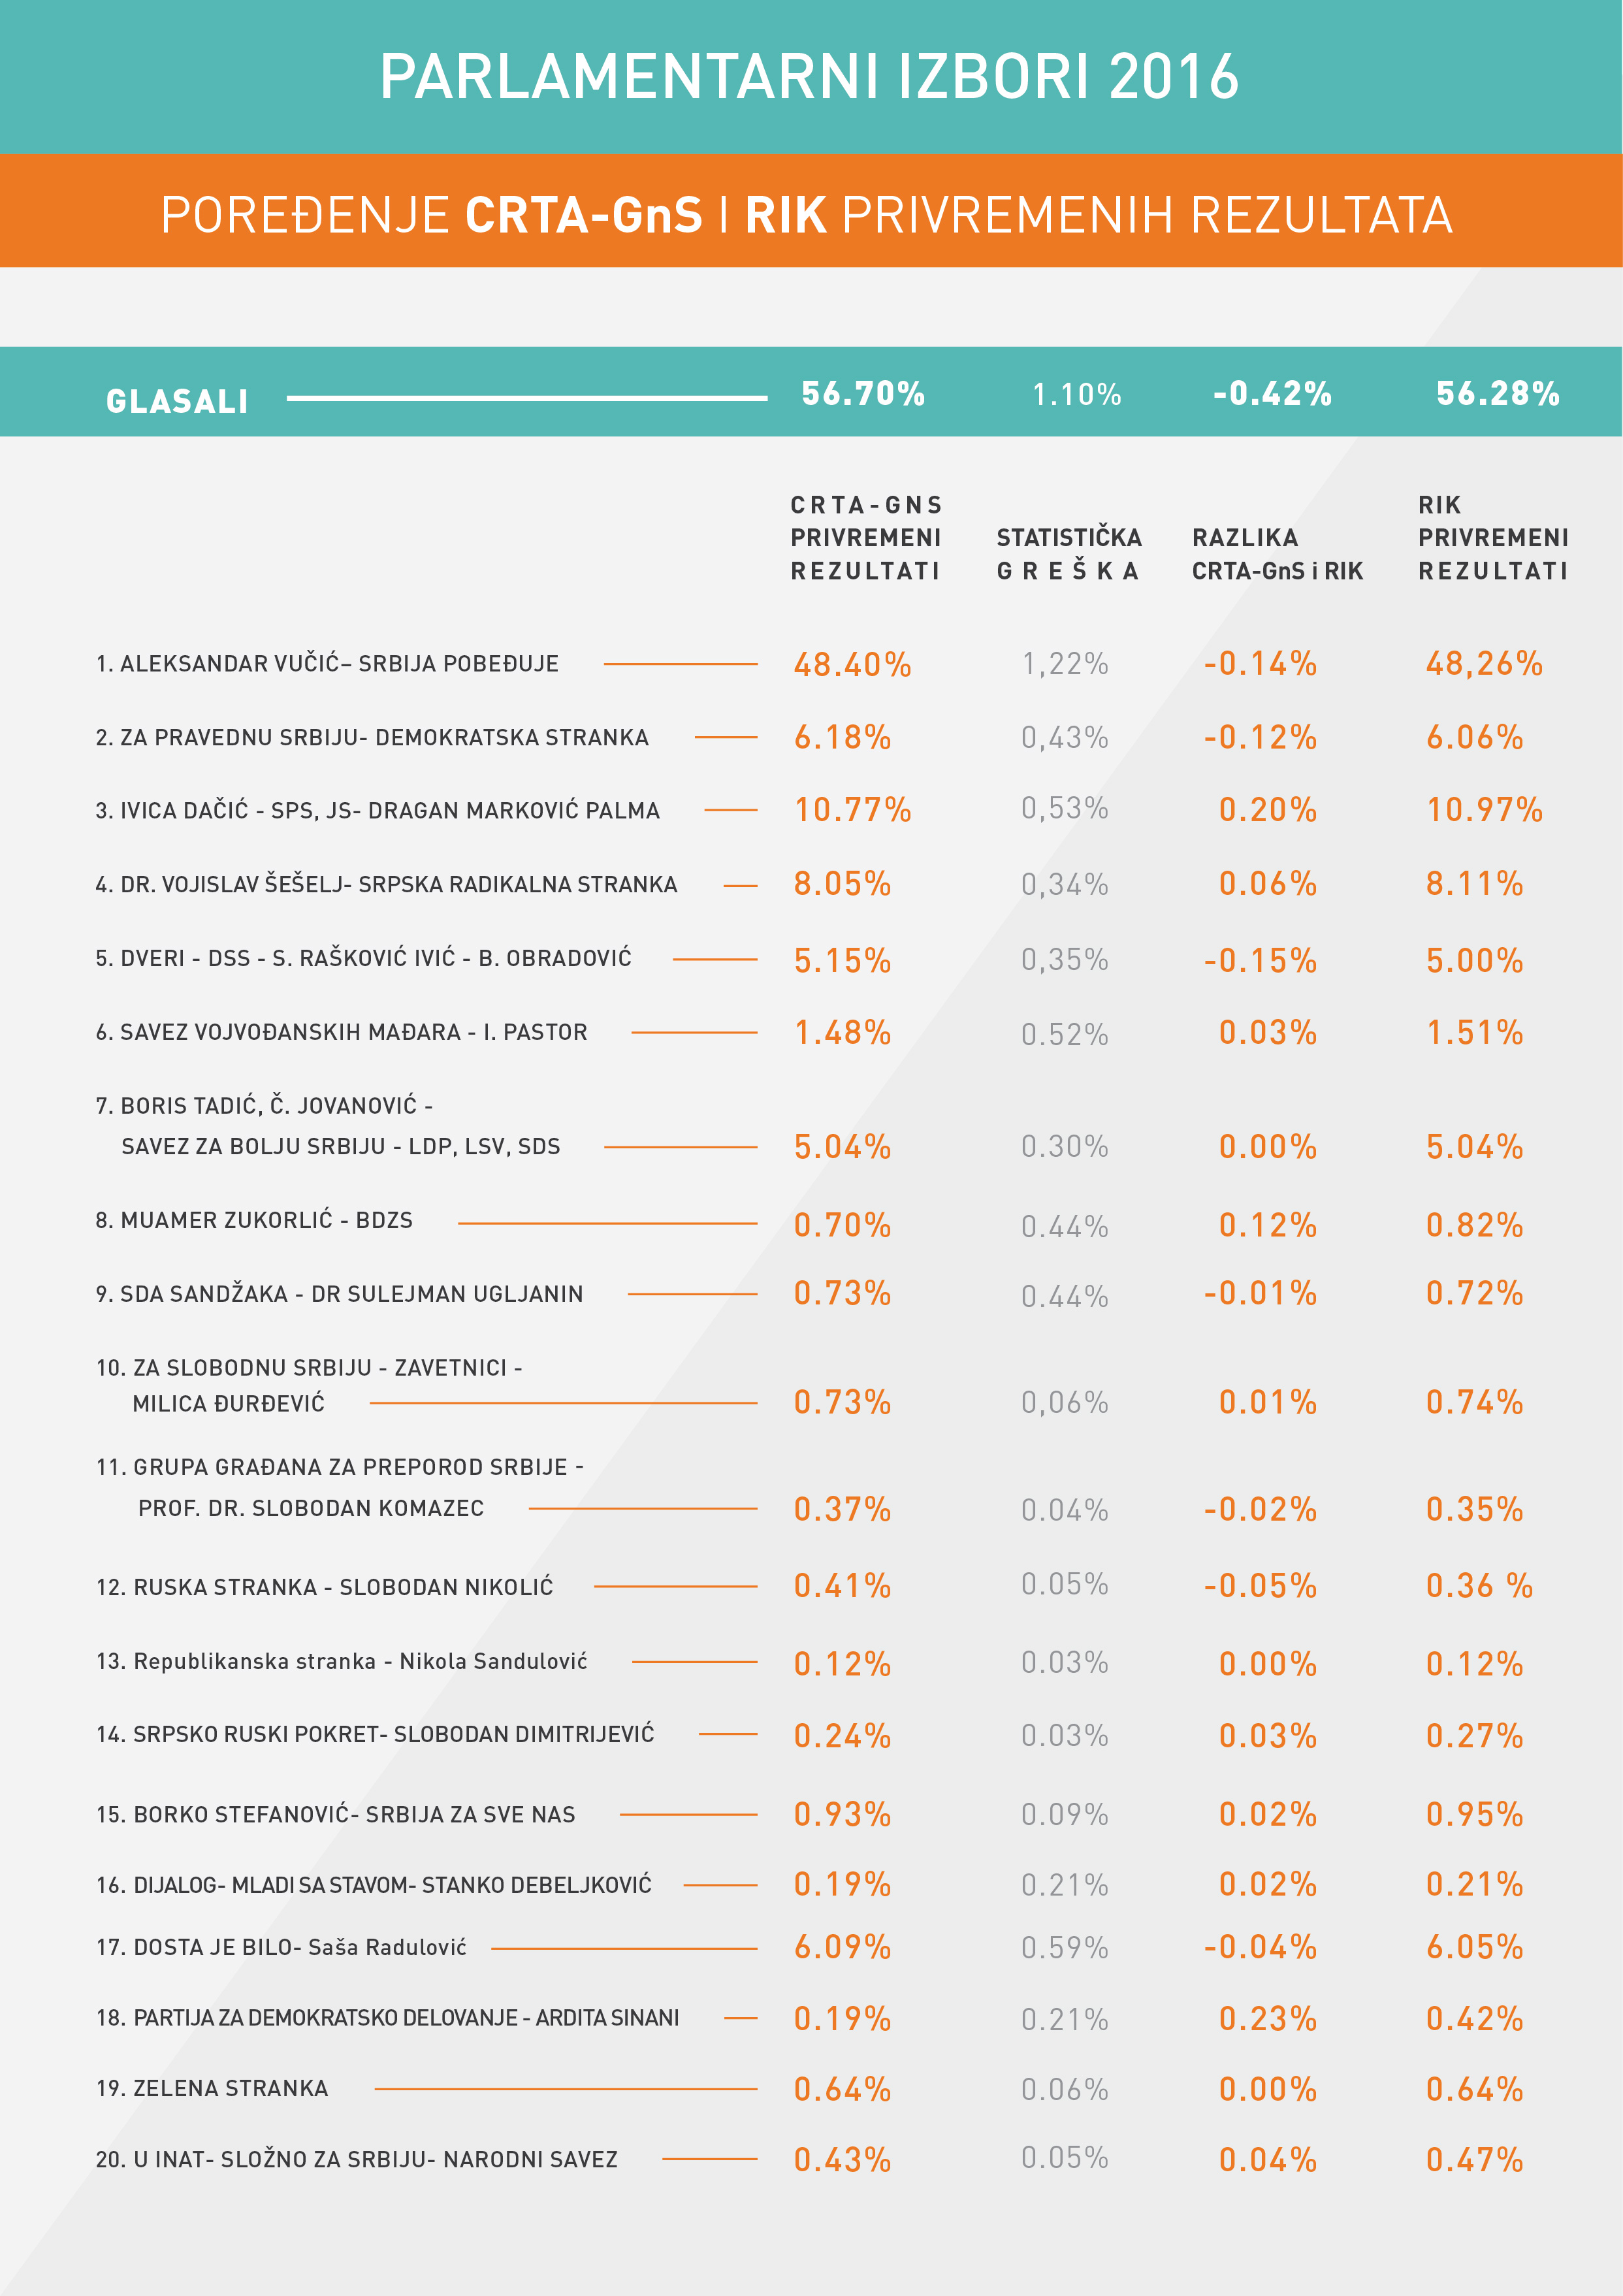 PARLAMENTARNI IZBORI 2016
POREĐENJE CRTA-GnS I RIK PRIVREMENIH REZULTATA
GLASALI 56.70% 1.10% -0.42% 56.28%
CRTA-GNS RIK
PRIVREMENI STATISTIČKA RAZLIKA PRIVREMENI
REZULTATI GREŠKA CRTA-GnS i RIK REZULTATI
1. ALEKSANDAR VUČIĆ– SRBIJA POBEĐUJE 48.40% 1,22% -0.14% 48,26%
2. ZA PRAVEDNU SRBIJU- DEMOKRATSKA STRANKA 6.18% 0,43% -0.12% 6.06%
3. IVICA DAČIĆ - SPS, JS- DRAGAN MARKOVIĆ PALMA 10.77% 0,53% 0.20% 10.97%
4. DR. VOJISLAV ŠEŠELJ- SRPSKA RADIKALNA STRANKA 8.05% 0,34% 0.06% 8.11%
5. DVERI - DSS - S. RAŠKOVIĆ IVIĆ - B. OBRADOVIĆ 5.15% 0,35% -0.15% 5.00%
6. SAVEZ VOJVOĐANSKIH MAĐARA - I. PASTOR 1.48% 0.52% 0.03% 1.51%
7. BORIS TADIĆ, Č. JOVANOVIĆ -
SAVEZ ZA BOLJU SRBIJU - LDP, LSV, SDS 5.04% 0.30% 0.00% 5.04%
8. MUAMER ZUKORLIĆ - BDZS 0.70% 0.44% 0.12% 0.82%
9. SDA SANDŽAKA - DR SULEJMAN UGLJANIN 0.73% 0.44% -0.01% 0.72%
10. ZA SLOBODNU SRBIJU - ZAVETNICI -
MILICA ĐURĐEVIĆ 0.73% 0,06% 0.01% 0.74%
11. GRUPA GRAĐANA ZA PREPOROD SRBIJE -
PROF. DR. SLOBODAN KOMAZEC 0.37% 0.04% -0.02% 0.35%
12. RUSKA STRANKA - SLOBODAN NIKOLIĆ 0.41% 0.05% -0.05% 0.36 %
13. Republikanska stranka - Nikola Sandulović 0.12% 0.03% 0.00% 0.12%
14. SRPSKO RUSKI POKRET- SLOBODAN DIMITRIJEVIĆ 0.24% 0.03% 0.03% 0.27%
15. BORKO STEFANOVIĆ- SRBIJA ZA SVE NAS 0.93% 0.09% 0.02% 0.95%
16. DIJALOG- MLADI SA STAVOM- STANKO DEBELJKOVIĆ 0.19% 0.21% 0.02% 0.21%
17. DOSTA JE BILO- Saša Radulović 6.09% 0.59% -0.04% 6.05%
18. PARTIJA ZA DEMOKRATSKO DELOVANJE - ARDITA SINANI 0.19% 0.21% 0.23% 0.42%
19. ZELENA STRANKA 0.64% 0.06% 0.00% 0.64%
20. U INAT- SLOŽNO ZA SRBIJU- NARODNI SAVEZ 0.43% 0.05% 0.04% 0.47%